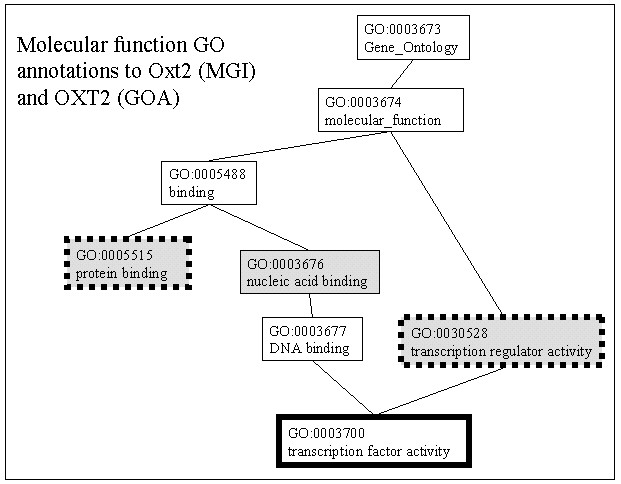 Molecular function GO
annotations to Oxt2 (MGI)
and OXT2 (GOA)
GO:0003673
Gene_Ontology
GO:0003674
molecular_function
GO:0005488
binding
GO:0005515
protein binding
GO:0003676
nucleic acid binding
GO:0003677
DNA binding
GO:0030528
transcription regulator activity
GO:0003700
transcription factor activity